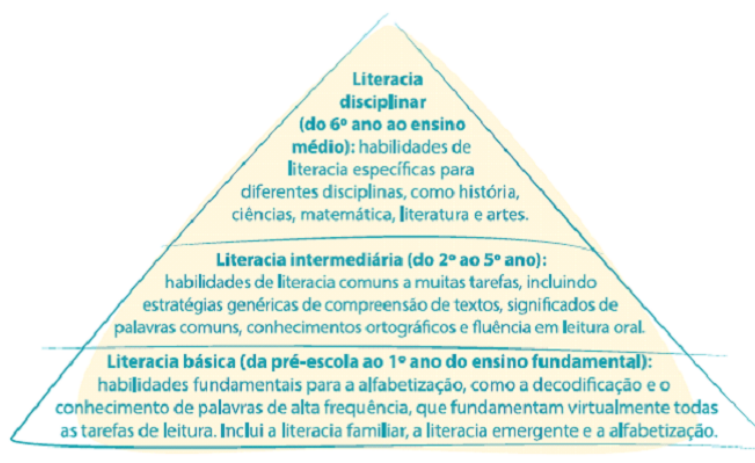 Literacia
disciplinar
(do 6º ano ao ensino
médio): habilidades de
literacia específicas para
diferentes disciplinas, como história,
ciências, matemática, literatura e artes.
Literacia intermediária (do 2º ao 5º ano):
habilidades de literacia comuns a muitas tarefas, incluindo
estratégias genéricas de compreensão de textos, significados de
palavras comuns, conhecimentos ortográficos e fluência em leitura oral.
Literacia básica (da pré-escola ao 1º ano do ensino fundamental):
habilidades fundamentais para a alfabetização, como a decodificação e o
conhecimento de palavras de alta frequência, que fundamentam virtualmente todas
as tarefas de leitura. Inclui a literacia familiar, a literacia emergente e a alfabetização.